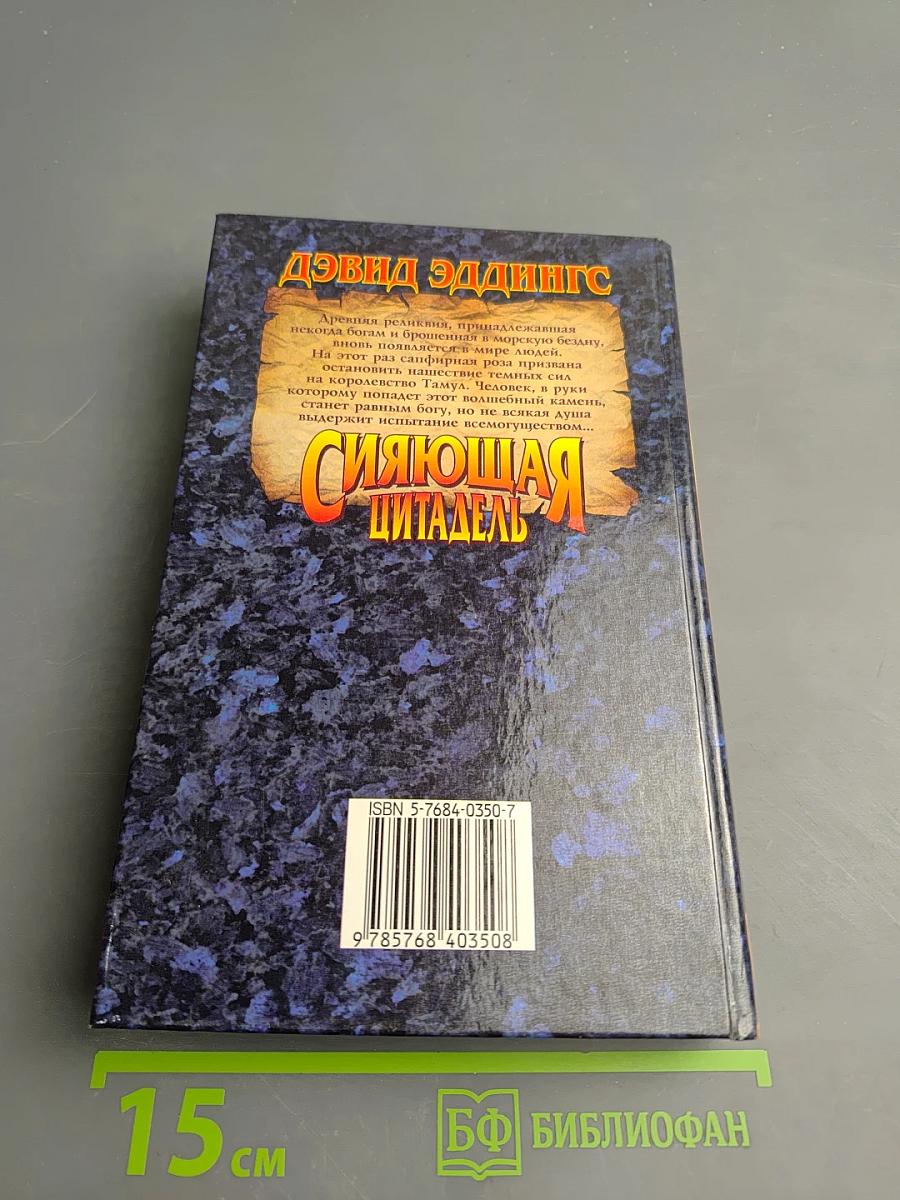 ДЭВИД ЭДДИНГС
Древняя реликвия, принадлежавшая
некогда богам и брошенная в морскую бездну,
вновь появляется в мире людей.
На этот раз сапфирная роза призвана
остановить нашествие темных сил
на королевство Тамул. Человек, в руки
которому попадет этот волшебный камень,
станет равным богу, но не всякая душа
выдержит испытание всемогуществом...
СИЯЮЩАЯ
ЦИТАДЕЛЬ
ISBN 5-7684-0350-7
9 785768 403508
15 см
БФ БИБЛИОФАН